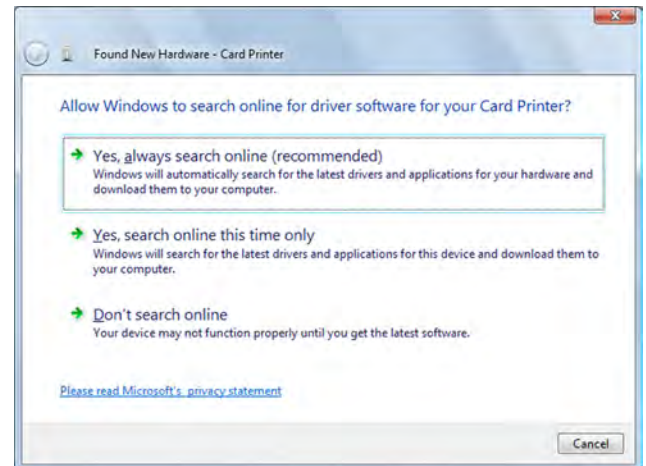 Found New Hardware - Card Printer
Allow Windows to search online for driver software for your Card Printer?
Yes, always search online (recommended)
Windows will automatically search for the latest drivers and applications for your hardware and
download them to your computer.
Yes, search online this time only
Windows will search for the latest drivers and applications for this device and download them to
your computer.
Don't search online
Your device may not function properly until you get the latest software.
Please read Microsoft's privacy statement
Cancel